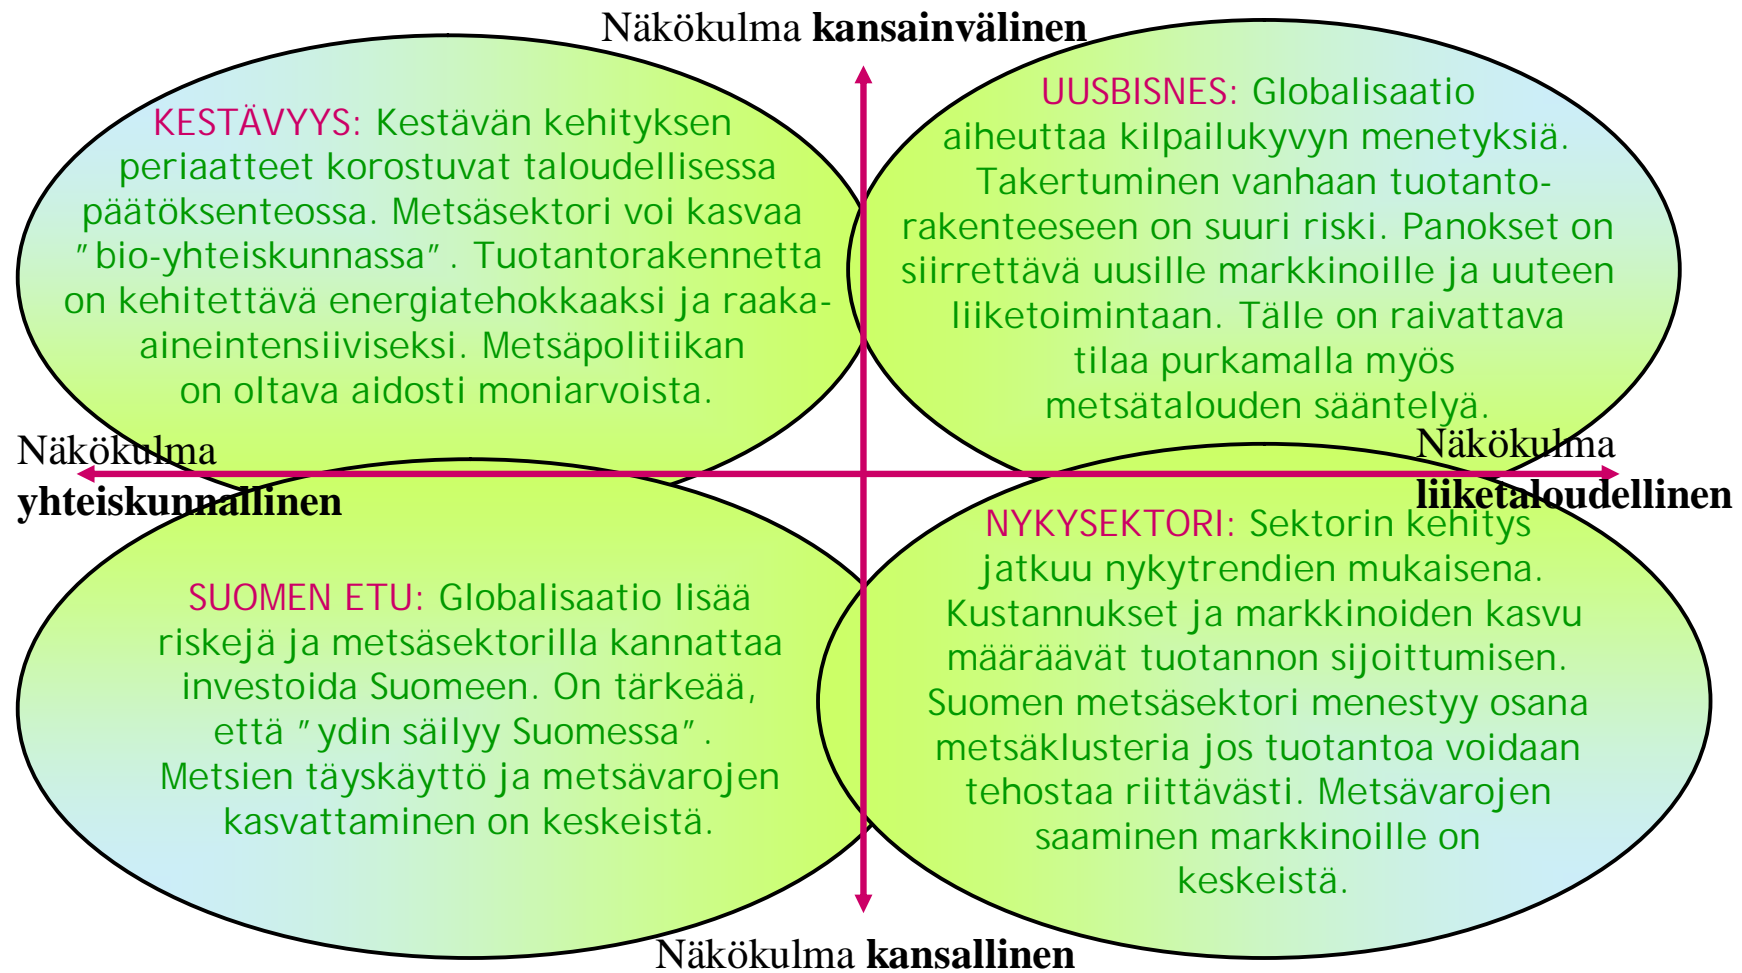 Näkökulma kansainvälinen
KESTÄVYYS: Kestävän kehityksen
periaatteet korostuvat taloudellisessa
päätöksenteossa. Metsäsektori voi kasvaa
"bio-yhteiskunnassa". Tuotantorakennetta
on kehitettävä energiatehokkaaksi ja raaka-
aineintensiiviseksi. Metsäpolitiikan
on oltava aidosti moniarvoista.
UUSBISNES: Globalisaatio
aiheuttaa kilpailukyvyn menetyksiä.
Takertuminen vanhaan tuotanto-
rakenteeseen on suuri riski. Panokset on
siirrettävä uusille markkinoille ja uuteen
liiketoimintaan. Tälle on raivattava
tilaa purkamalla myös
metsätalouden sääntelyä.
Näkökulma
yhteiskunnallinen
Näkökulma
liiketaloudellinen
SUOMEN ETU: Globalisaatio lisää
riskejä ja metsäsektorilla kannattaa
investoida Suomeen. On tärkeää,
että "ydin säilyy Suomessa".
Metsien täyskäyttö ja metsävarojen
kasvattaminen on keskeistä.
NYKYSEKTORI: Sektorin kehitys
jatkuu nykytrendien mukaisena.
Kustannukset ja markkinoiden kasvu
määräävät tuotannon sijoittumisen.
Suomen metsäsektori menestyy osana
metsäklusteria jos tuotantoa voidaan
tehostaa riittävästi. Metsävarojen
saaminen markkinoille on
keskeistä.
Näkökulma kansallinen